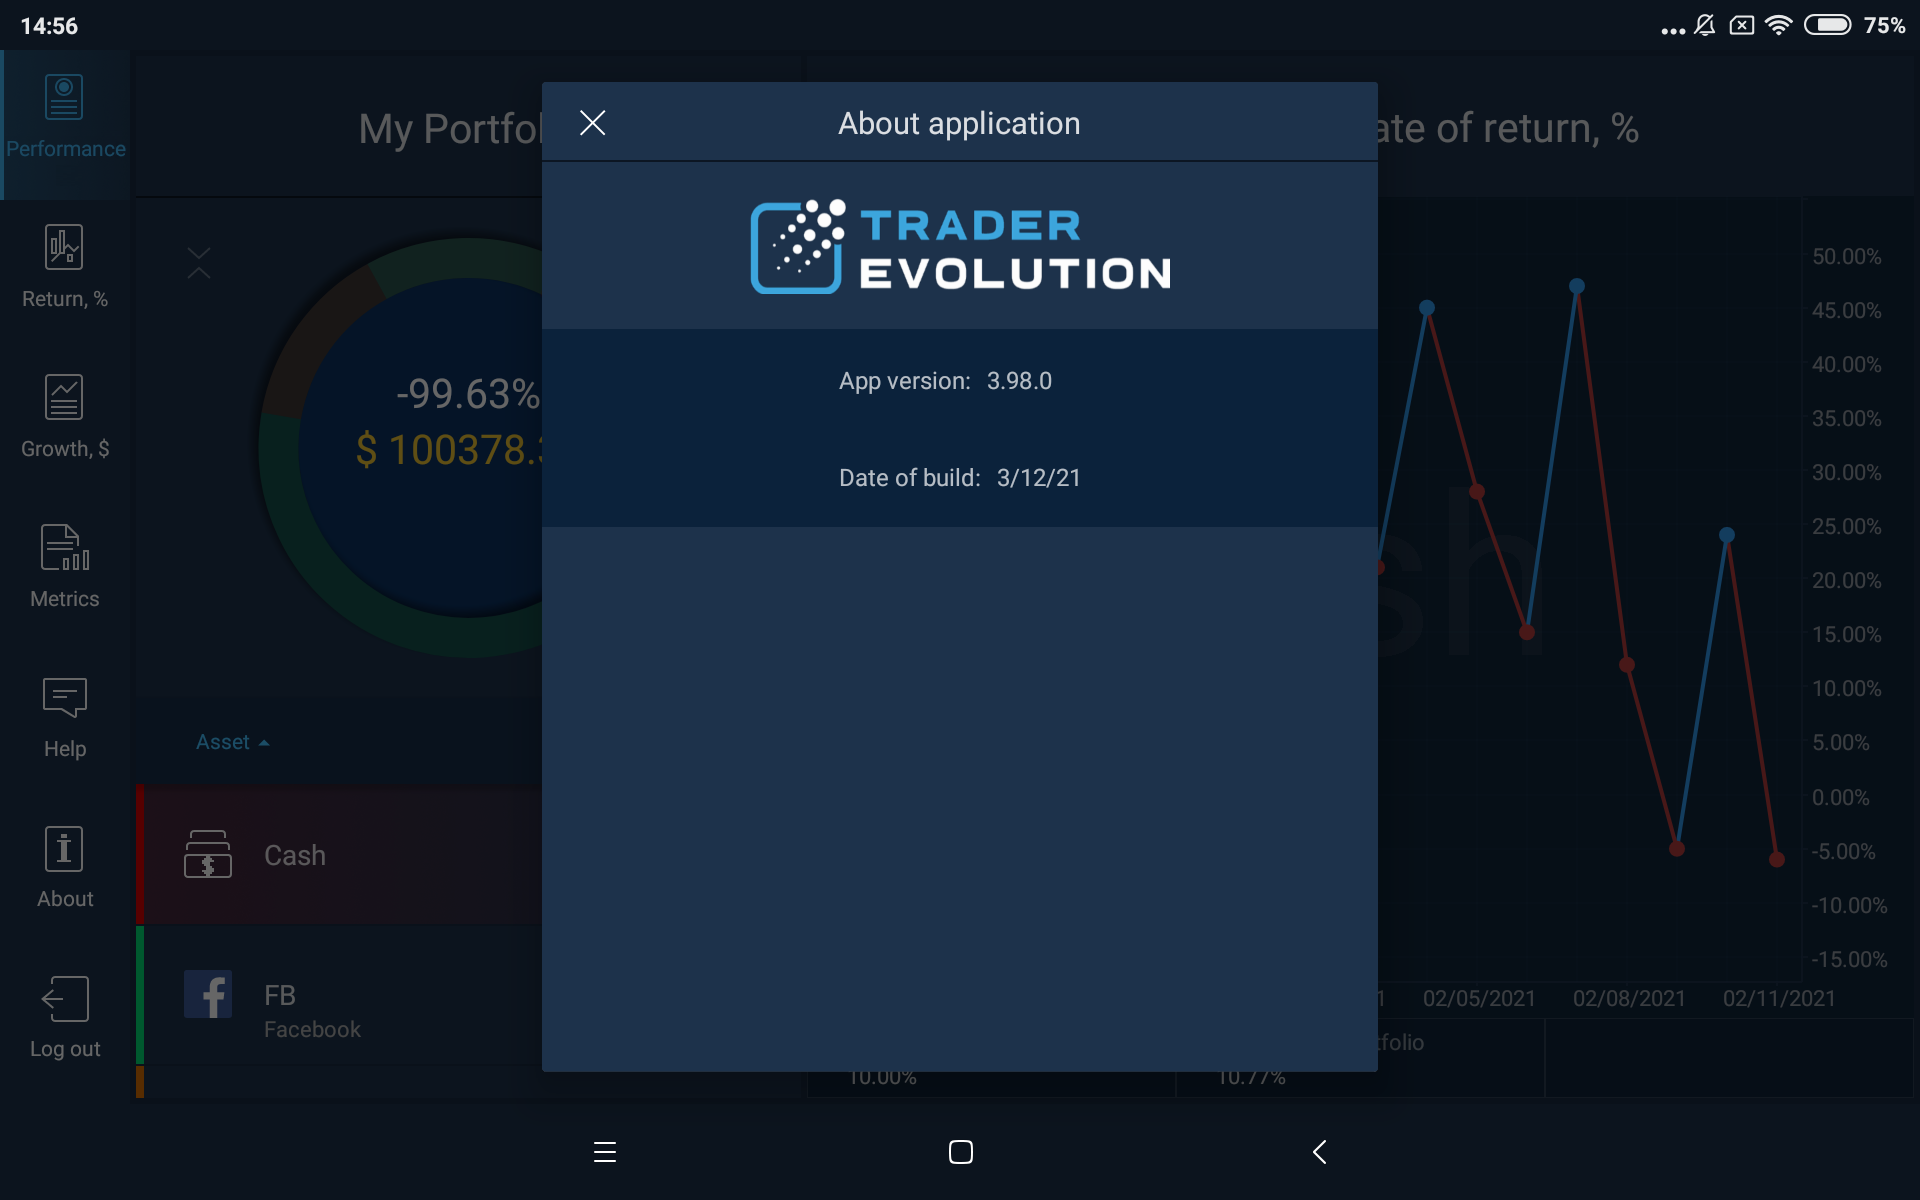 14:56
75%
Performance
Return, %
Growth, $
Metrics
Help
About
Log out
My Portfol
ate of return, %
About application
TRADER
EVOLUTION
App version: 3.98.0
Date of build: 3/12/21
-99.63%
$ 100378.
Asset
Cash
FB
Facebook
sh
50.00%
45.00%
40.00%
35.00%
30.00%
25.00%
20.00%
15.00%
10.00%
5.00%
0.00%
-5.00%
-10.00%
-15.00%
1 02/05/2021 02/08/2021 02/11/2021
tfolio
10.00% 10.77%